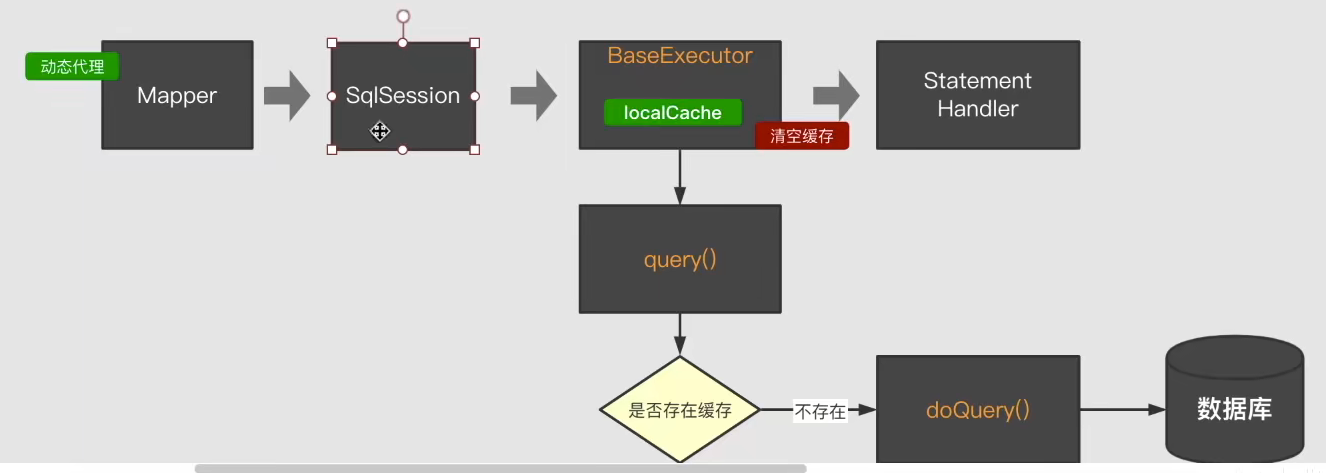 动态代理
Mapper
SqlSession
BaseExecutor
localCache
清空缓存
Statement
Handler
query()
是否存在缓存
不存在
doQuery()
数据库